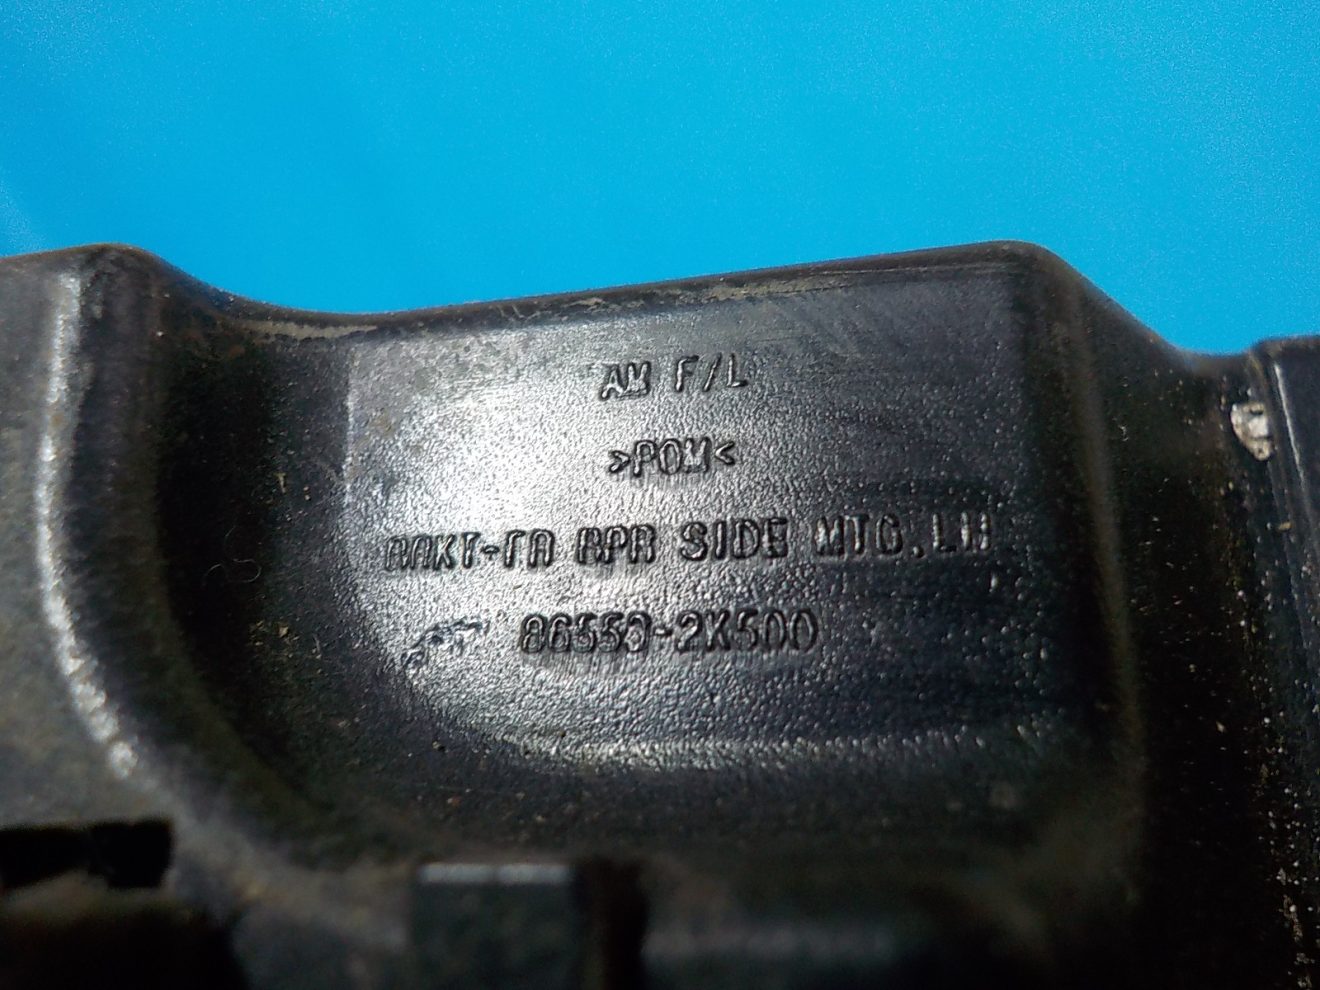 AM F/L
>POM<
BRKT-FR BPR SIDE MTG,LH
86553-2X500